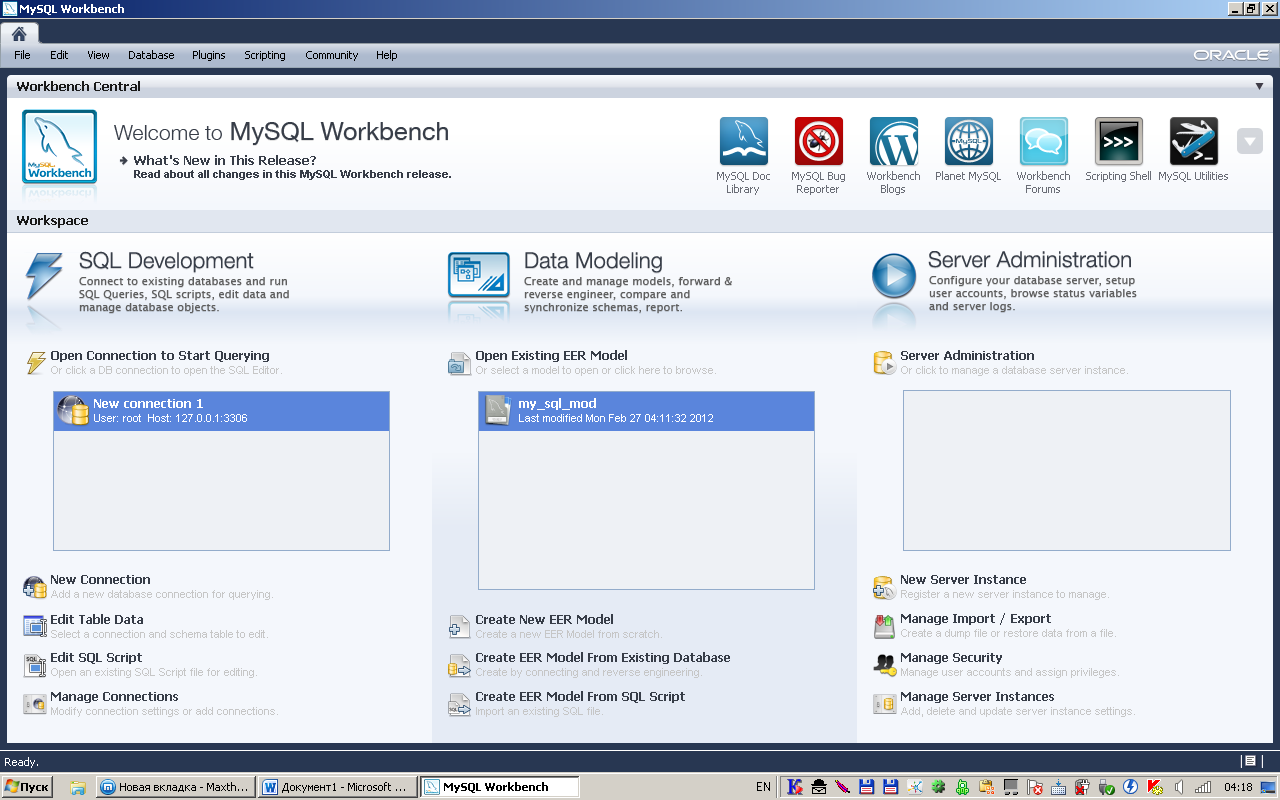 MySQL Workbench
File Edit View Database Plugins Scripting Community Help
ORACLE
Workbench Central
MySQL
Workbench
Welcome to MySQL Workbench
What's New in This Release?
Read about all changes in this MySQL Workbench release.
MySQL Doc
Library
MySQL Bug
Reporter
Workbench
Blogs
MySQL
Planet MySQL
Workbench
Forums
>>>
Scripting Shell
MySQL Utilities
Workspace
SQL Development
Connect to existing databases and run
SQL Queries, SQL scripts, edit data and
manage database objects.
Open Connection to Start Querying
Or click a DB connection to open the SQL Editor.
New connection 1
User: root Host: 127.0.0.1:3306
New Connection
Add a new database connection for querying.
Edit Table Data
Select a connection and schema table to edit.
SQL
Edit SQL Script
Open an existing SQL Script file for editing.
Manage Connections
Modify connection settings or add connections.
Data Modeling
Create and manage models, forward &
reverse engineer, compare and
synchronize schemas, report.
Open Existing EER Model
Or select a model to open or click here to browse.
my_sql_mod
Last modified Mon Feb 27 04:11:32 2012
Create New EER Model
Create a new EER Model from scratch.
Create EER Model From Existing Database
Create by connecting and reverse engineering.
SQL
Create EER Model From SQL Script
Import an existing SQL file.
Server Administration
Configure your database server, setup
user accounts, browse status variables
and server logs.
Server Administration
Or click to manage a database server instance.
New Server Instance
Register a new server instance to manage.
Manage Import / Export
Create a dump file or restore data from a file.
Manage Security
Manage user accounts and assign privileges.
Manage Server Instances
Add, delete and update server instance settings.
Ready.
Пуск
Новая вкладка - Maxth...
Документ1 - Microsoft ...
MySQL Workbench
EN
04:18